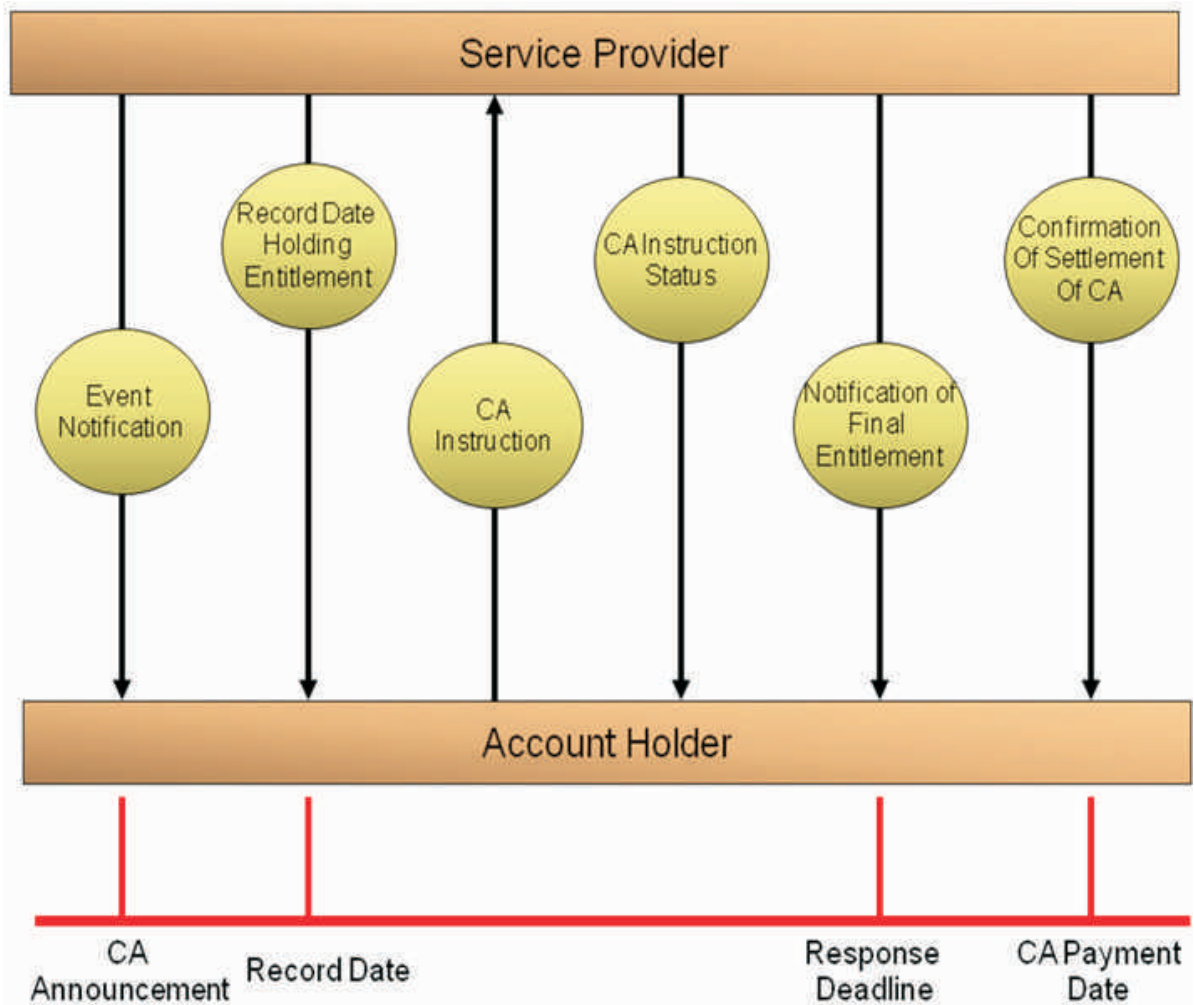 Service Provider
Record Date
Holding
Entitlement
CA Instruction
Status
Confirmation
Of Settlement
Of CA
Event
Notification
CA
Instruction
Notification of
Final
Entitlement
Account Holder
CA
Announcement
Record Date
Response
Deadline
CA Payment
Date